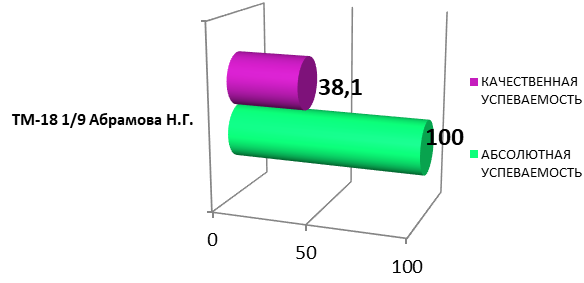 38,1
КАЧЕСТВЕННАЯ
УСПЕВАЕМОСТЬ
ТМ-18 1/9 Абрамова Н.Г.
100
АБСОЛЮТНАЯ
УСПЕВАЕМОСТЬ
0
50
100